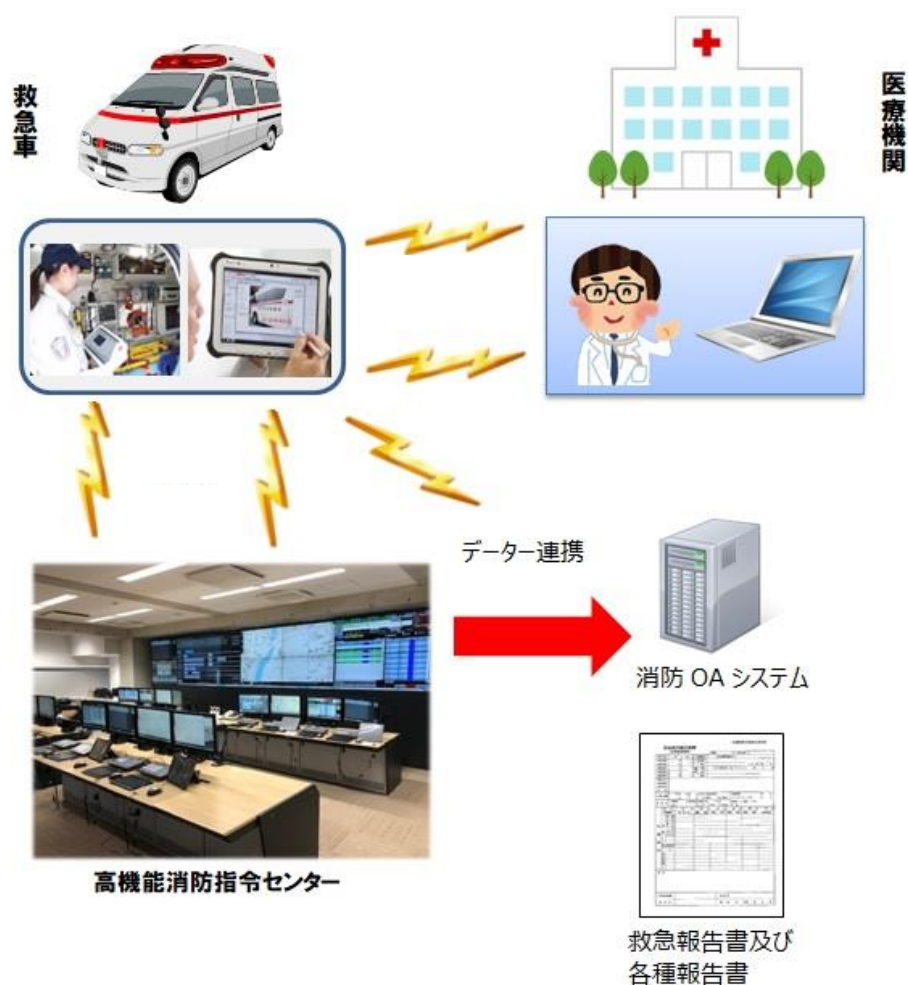 救急車
医療機関
データー連携
消防 OA システム
高機能消防指令センター
救急報告書及び
各種報告書